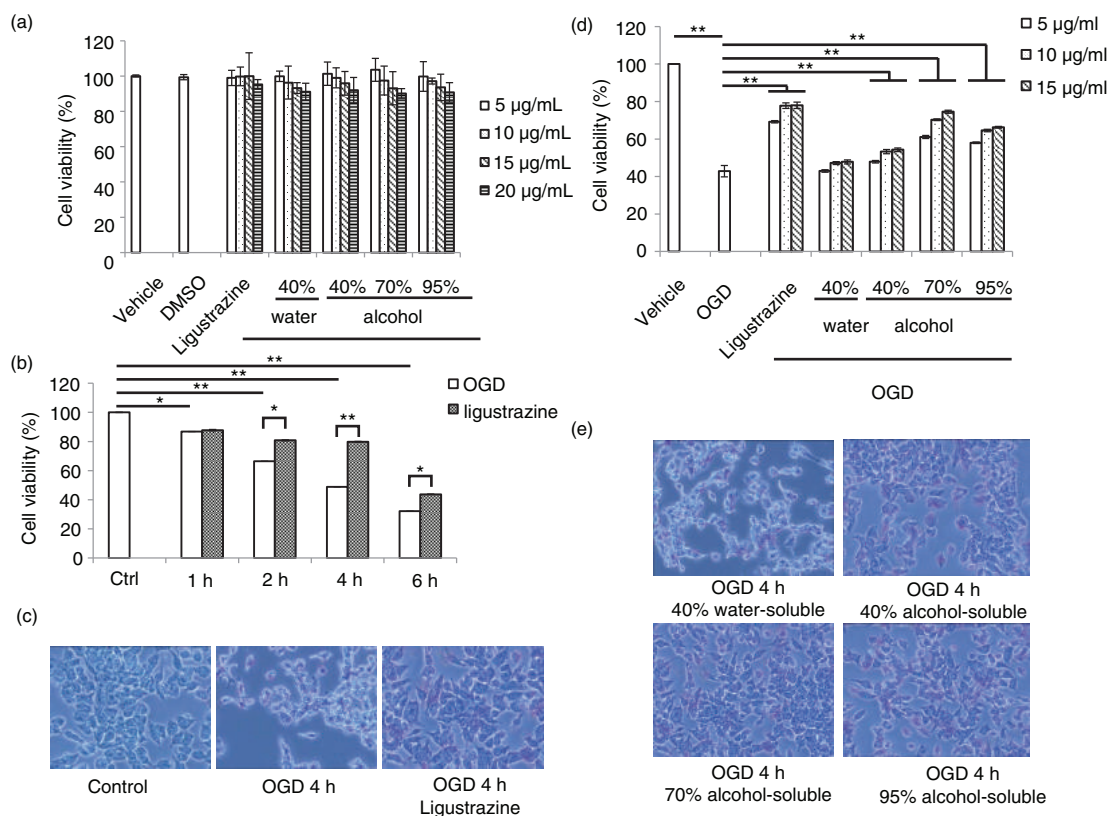 (a)
120
100
80
60
40
20
0
Cell viability (%)
5 µg/mL
10 µg/mL
15 µg/mL
20 µg/mL
Vehicle
DMSO
Ligustrazine
40% 40% 70% 95%
water alcohol
(b)
120
100
80
60
40
20
0
Cell viability (%)
**
**
**
*
*
**
*
OGD
ligustrazine
Ctrl 1 h 2 h 4 h 6 h
(c)
Control
OGD 4 h
OGD 4 h
Ligustrazine
(d)
120
100
80
60
40
20
0
Cell viability (%)
**
**
**
**
**
5 µg/ml
10 µg/ml
15 µg/ml
Vehicle
OGD
Ligustrazine
40% 40% 70% 95%
water alcohol
OGD
(e)
OGD 4 h
40% water-soluble
OGD 4 h
40% alcohol-soluble
OGD 4 h
70% alcohol-soluble
OGD 4 h
95% alcohol-soluble